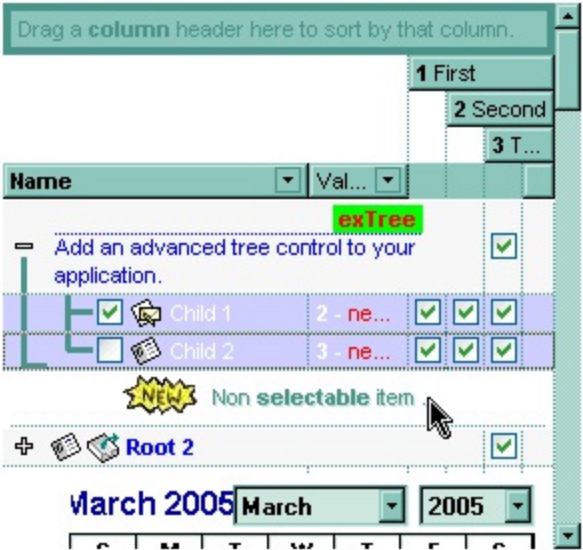 Drag a column header here to sort by that column.
1 First
2 Second
3 T...
Name Val...
exTree
Add an advanced tree control to your
application.
Child 1 2 - ne...
Child 2 3 - ne...
NEW! Non selectable item
Root 2
March 2005 March 2005
S M T W T F S